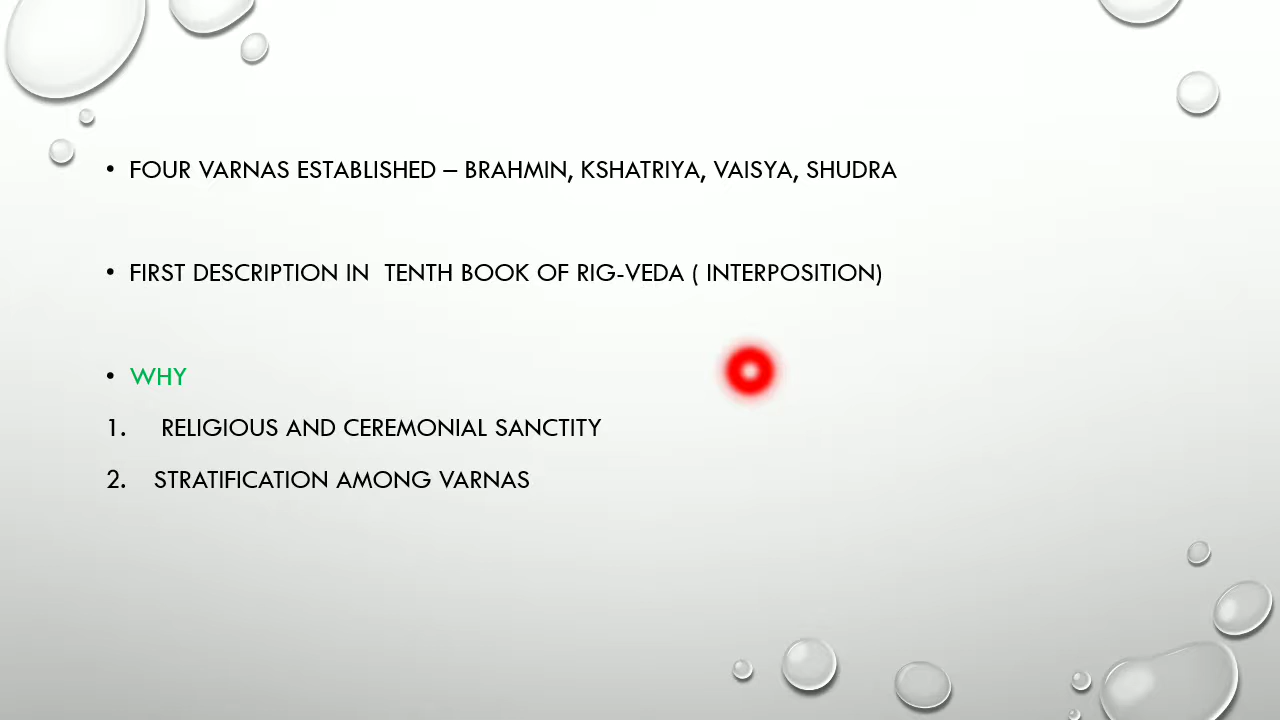 • FOUR VARNAS ESTABLISHED – BRAHMIN, KSHATRIYA, VAISYA, SHUDRA
• FIRST DESCRIPTION IN  TENTH BOOK OF RIG-VEDA ( INTERPOSITION)
• WHY
1. RELIGIOUS AND CEREMONIAL SANCTITY
2. STRATIFICATION AMONG VARNAS